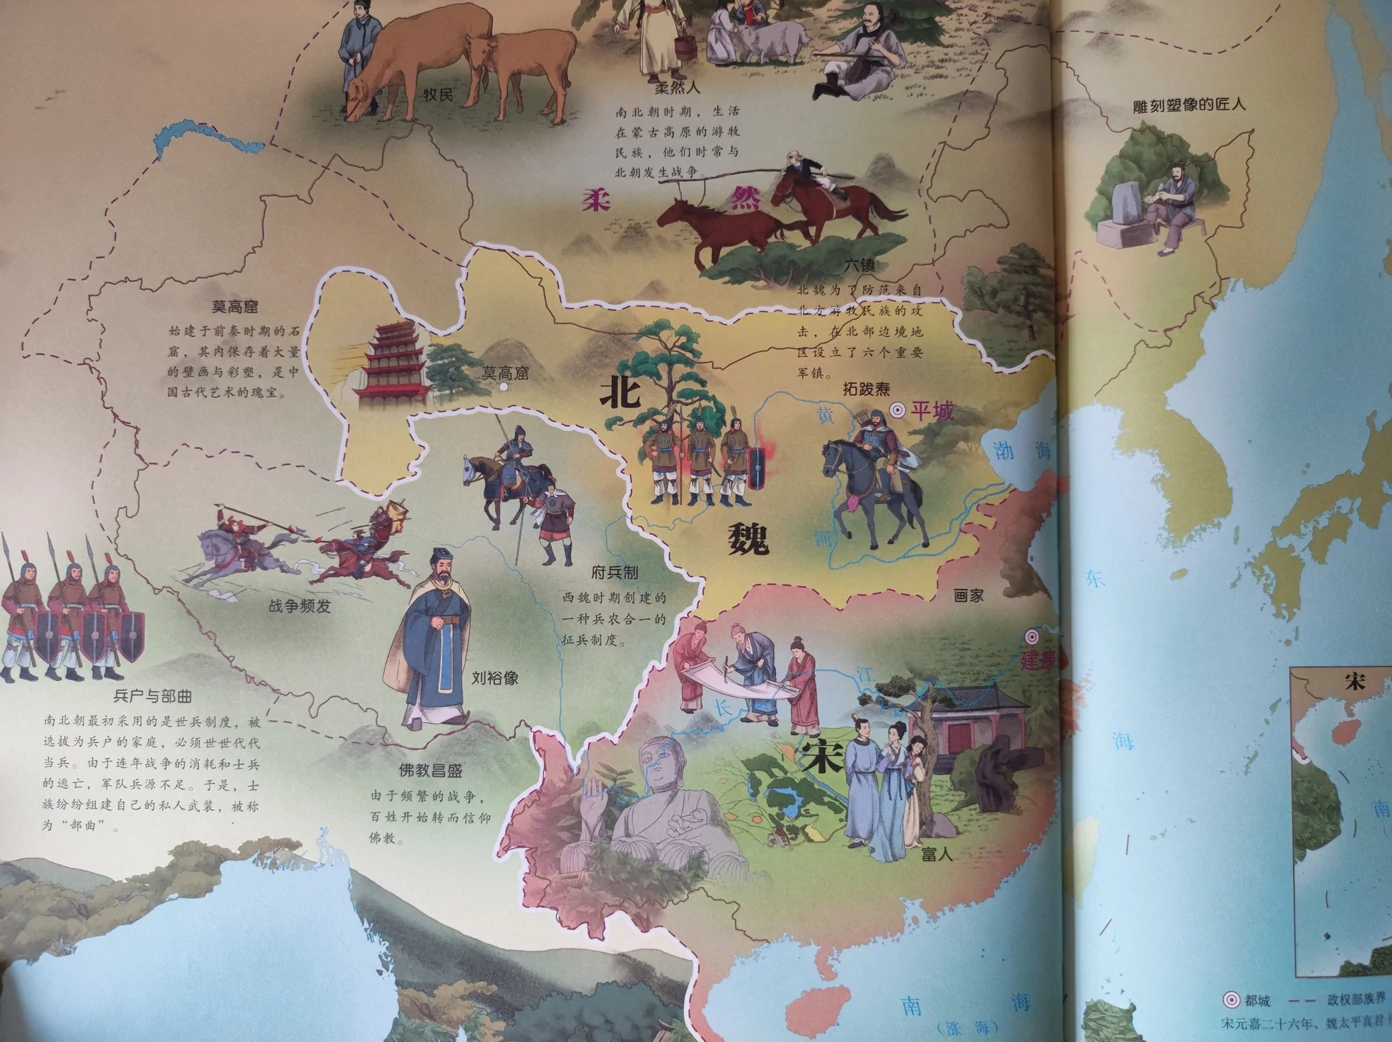 牧民
柔然人
南北朝时期，生活
在蒙古高原的游牧
民族，他们时常与
北朝发生战争。
柔然
雕刻塑像的匠人
六镇
北魏为了防范来自
北方游牧民族的攻
击，在北部边境地
区设立了六个重要
军镇。
莫高窟
始建于前秦时期的石
窟，其内保存着大量
的壁画与彩塑，是中
国古代艺术的瑰宝。
莫高窟
北魏
拓跋焘
平城
黄河
渤海
府兵制
西魏时期创建的
一种兵农合一的
征兵制度。
战争频发
刘裕像
兵户与部曲
南北朝最初采用的是世兵制度，被
选拔为兵户的家庭，必须世世代代
当兵。由于连年战争的消耗和士兵
的逃亡，军队兵源不足。于是，士
族纷纷组建自己的私人武装，被称
为“部曲”。
佛教昌盛
由于频繁的战争，
百姓开始转而信仰
佛教。
画家
建康
长江
宋
富人
东海
南海
（涨海）
宋
南
都城
政权部族界
宋元嘉二十六年、魏太平真君